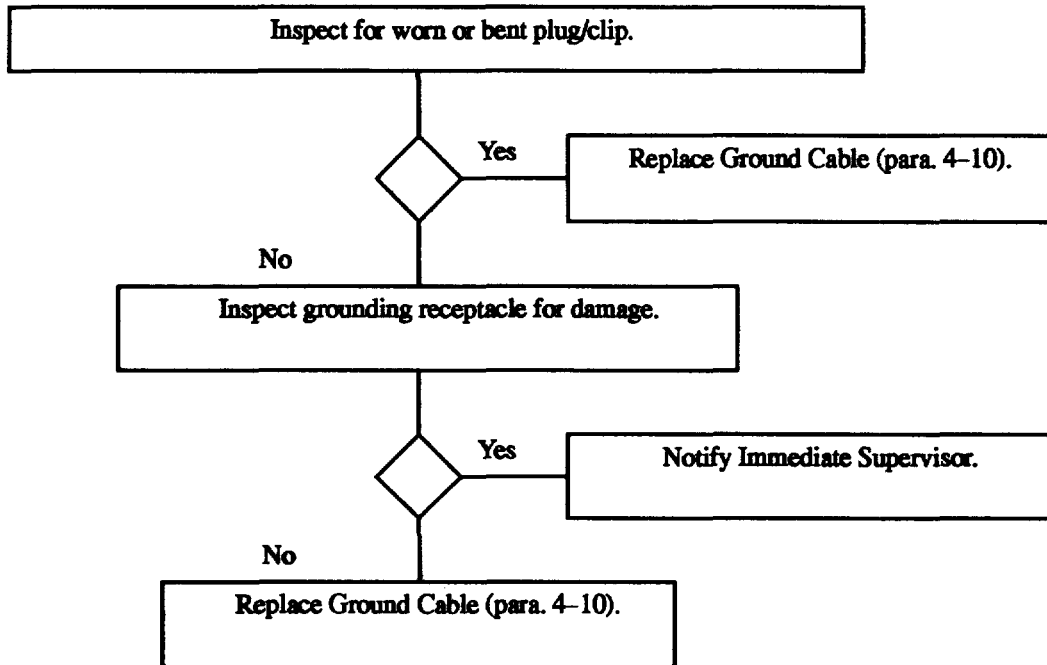 Inspect for worn or bent plug/clip.
Yes
Replace Ground Cable (para. 4–10).
No
Inspect grounding receptacle for damage.
Yes
Notify Immediate Supervisor.
No
Replace Ground Cable (para. 4–10).